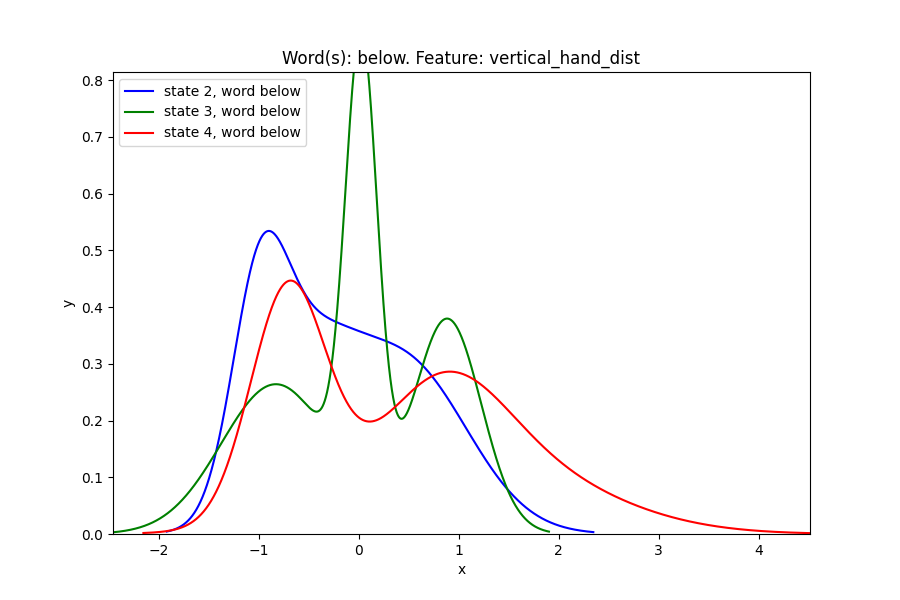 Word(s): below. Feature: vertical_hand_dist
state 2, word below
state 3, word below
state 4, word below
0.8
0.7
0.6
0.5
0.4
0.3
0.2
0.1
0.0
y
−2 −1 0 1 2 3 4
x